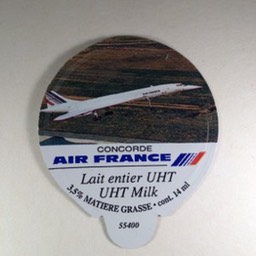 CONCORDE
AIR FRANCE
Lait entier UHT
UHT Milk
3,5% MATIERE GRASSE • cont. 14 ml
55400